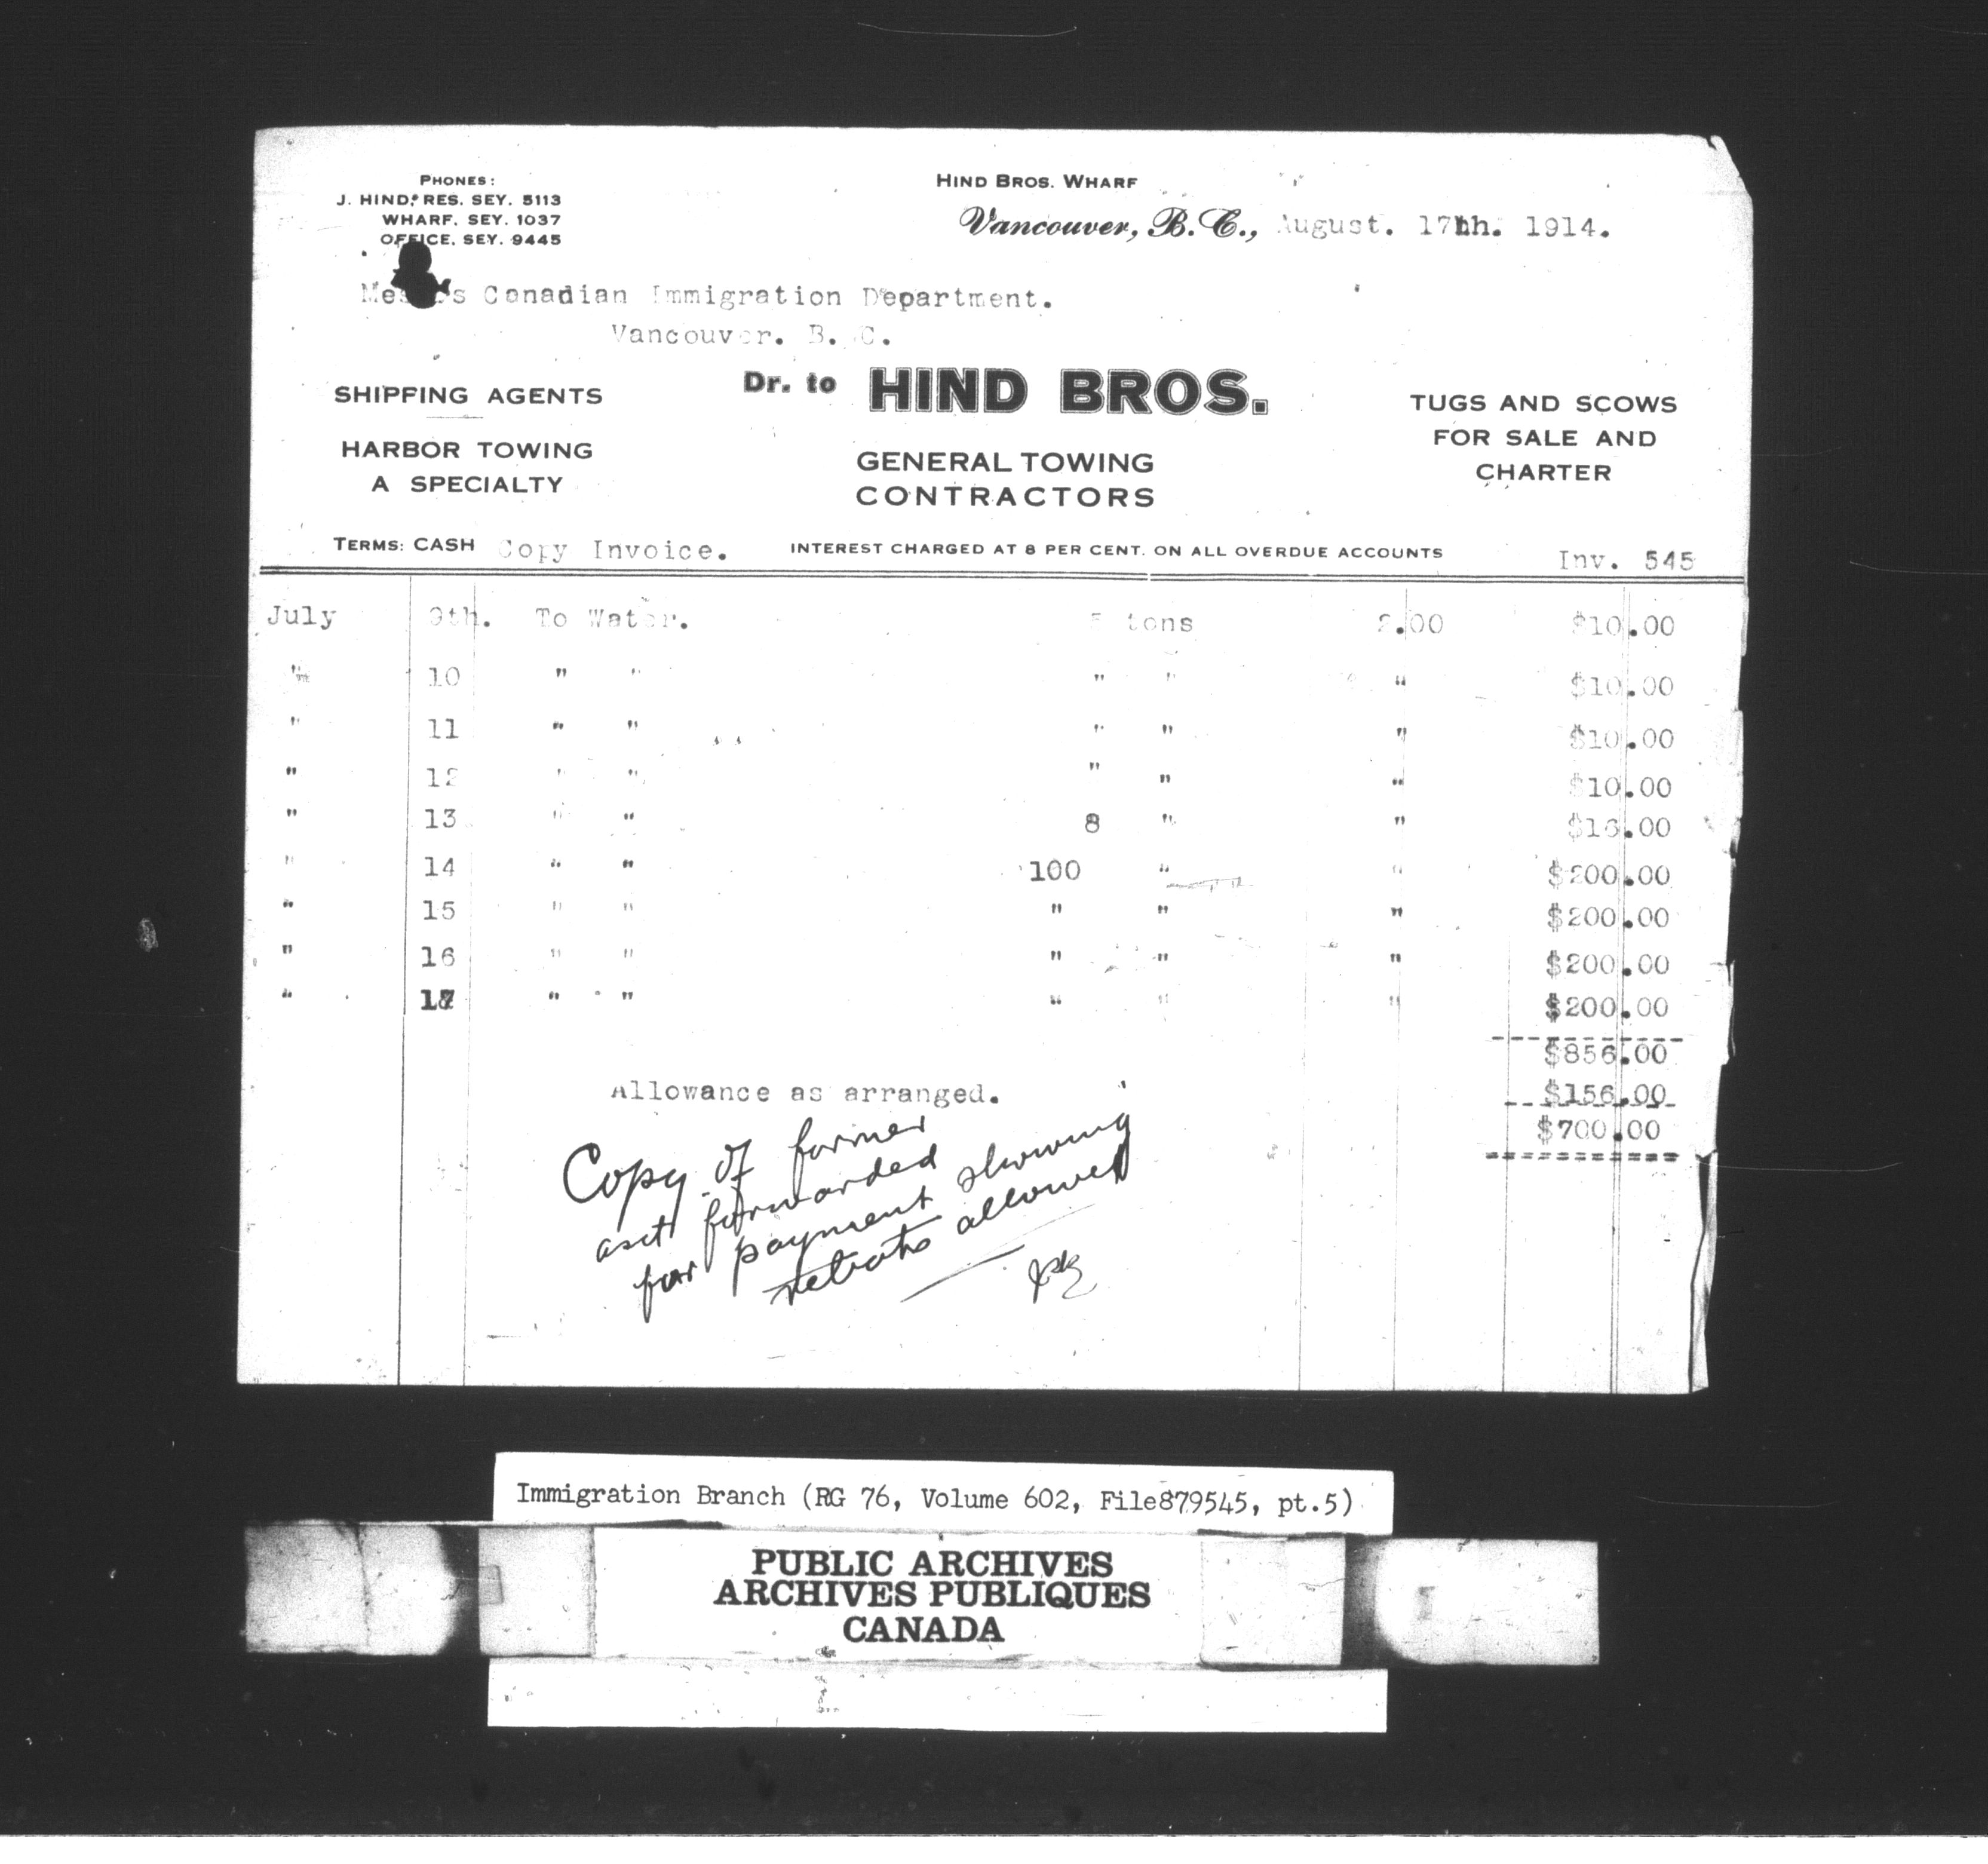 PHONES:
J. HIND, RES. SEY. 5113
WHARF, SEY. 1037
OFFICE, SEY. 9445
HIND BROS. WHARF
Vancouver, B. C., August. 17th. 1914.
Canadian Immigration Department.
Vancouver. B. C.
SHIPPING AGENTS
HARBOR TOWING
A SPECIALTY
Dr. to HIND BROS.
GENERAL TOWING
CONTRACTORS
TUGS AND SCOWS
FOR SALE AND
CHARTER
TERMS: CASH Copy Invoice. INTEREST CHARGED AT 8 PER CENT. ON ALL OVERDUE ACCOUNTS Inv. 545
July 9th. To Water. 5 tons 2.00 $10.00
" 10 " " " " " $10.00
" 11 " " " " " $10.00
" 12 " " " " " $10.00
" 13 " " 8 " " $16.00
" 14 " " 100 " " $200.00
" 15 " " " " " $200.00
" 16 " " " " " $200.00
" 17 " " " " " $200.00
$856.00
Allowance as arranged. $156.00
$700.00
Copy of former
acct forwarded
for payment showing
rebate allowed
Immigration Branch (RG 76, Volume 602, File879545, pt.5)
PUBLIC ARCHIVES
ARCHIVES PUBLIQUES
CANADA